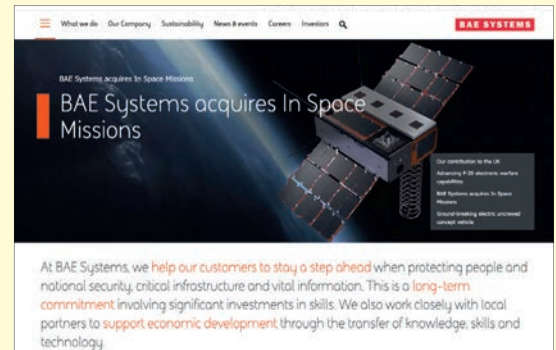 What we do Our Company Sustainability News & events Careers Investors
BAE SYSTEMS
BAE Systems acquires In Space Missions
BAE Systems acquires In Space
Missions
Our contribution to the UK
Advancing F-35 electronic warfare
capabilities
BAE Systems acquires In Space
Missions
Ground-breaking electric uncrewed
concept vehicle
At BAE Systems, we help our customers to stay a step ahead when protecting people and
national security, critical infrastructure and vital information. This is a long-term
commitment involving significant investments in skills. We also work closely with local
partners to support economic development through the transfer of knowledge, skills and
technology.